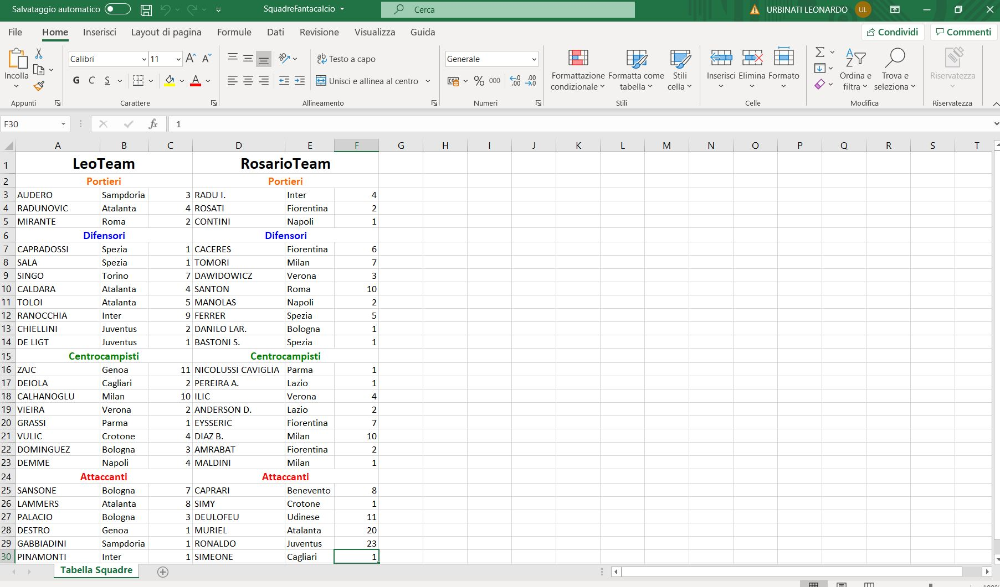 Salvataggio automatico SquadreFantacalcio Cerca URBINATI LEONARDO UL
File Home Inserisci Layout di pagina Formule Dati Revisione Visualizza Guida Condividi Commenti
Incolla Calibri 11 Testo a capo Generale
G C S Unisci e allinea al centro % 000
Formattazione condizionale Formatta come tabella Stili cella Inserisci Elimina Formato Ordina e filtra Trova e seleziona Riservatezza
Appunti Carattere Allineamento Numeri Stili Celle Modifica Riservatezza
F30 fx 1
A B C D E F G H I J K L M N O P Q R S T
1 LeoTeam RosarioTeam
2 Portieri Portieri
3 AUDERO Sampdoria 3 RADU I. Inter 4
4 RADUNOVIC Atalanta 4 ROSATI Fiorentina 2
5 MIRANTE Roma 2 CONTINI Napoli 1
6 Difensori Difensori
7 CAPRADOSSI Spezia 1 CACERES Fiorentina 6
8 SALA Spezia 1 TOMORI Milan 7
9 SINGO Torino 7 DAWIDOWICZ Verona 3
10 CALDARA Atalanta 4 SANTON Roma 10
11 TOLOI Atalanta 5 MANOLAS Napoli 2
12 RANOCCHIA Inter 9 FERRER Spezia 5
13 CHIELLINI Juventus 2 DANILO LAR. Bologna 1
14 DE LIGT Juventus 1 BASTONI S. Spezia 1
15 Centrocampisti Centrocampisti
16 ZAJC Genoa 11 NICOLUSSI CAVIGLIA Parma 1
17 DEIOLA Cagliari 2 PEREIRA A. Lazio 1
18 CALHANOGLU Milan 10 ILIC Verona 4
19 VIEIRA Verona 2 ANDERSON D. Lazio 2
20 GRASSI Parma 1 EYSSERIC Fiorentina 7
21 VULIC Crotone 4 DIAZ B. Milan 10
22 DOMINGUEZ Bologna 3 AMRABAT Fiorentina 2
23 DEMME Napoli 4 MALDINI Milan 1
24 Attaccanti Attaccanti
25 SANSONE Bologna 7 CAPRARI Benevento 8
26 LAMMERS Atalanta 8 SIMY Crotone 1
27 PALACIO Bologna 3 DEULOFEU Udinese 11
28 DESTRO Genoa 1 MURIEL Atalanta 20
29 GABBIADINI Sampdoria 1 RONALDO Juventus 23
30 PINAMONTI Inter 1 SIMEONE Cagliari 1
Tabella Squadre